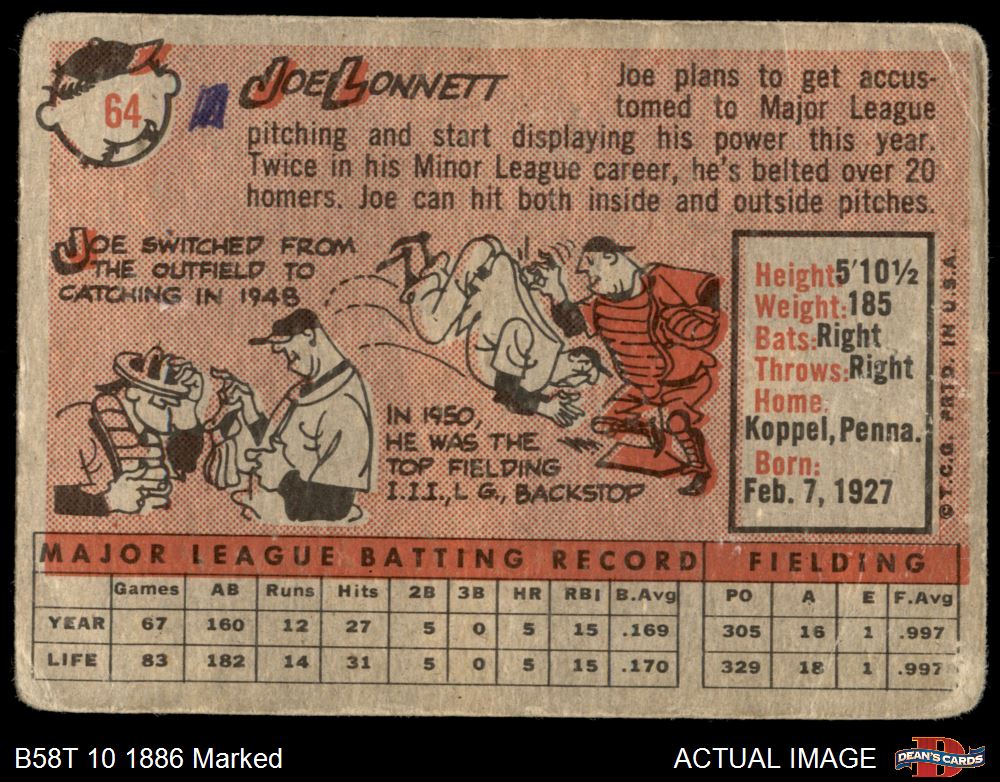 64
JOE LONNETT
Joe plans to get accus-
tomed to Major League
pitching and start displaying his power this year.
Twice in his Minor League career, he's belted over 20
homers. Joe can hit both inside and outside pitches.
JOE SWITCHED FROM
THE OUTFIELD TO
CATCHING IN 1948
IN 1950,
HE WAS THE
TOP FIELDING
I.I.I., L G., BACKSTOP
Height: 5'10½
Weight: 185
Bats: Right
Throws: Right
Home:
Koppel, Penna.
Born:
Feb. 7, 1927
©T.C.G. PRTD. IN U.S.A.
MAJOR LEAGUE BATTING RECORD FIELDING
Games AB Runs Hits 2B 3B HR RBI B.Avg PO A E F.Avg
YEAR 67 160 12 27 5 0 5 15 .169 305 16 1 .997
LIFE 83 182 14 31 5 0 5 15 .170 329 18 1 .997
B58T 10 1886 Marked
ACTUAL IMAGE
D
DEAN'S CARDS